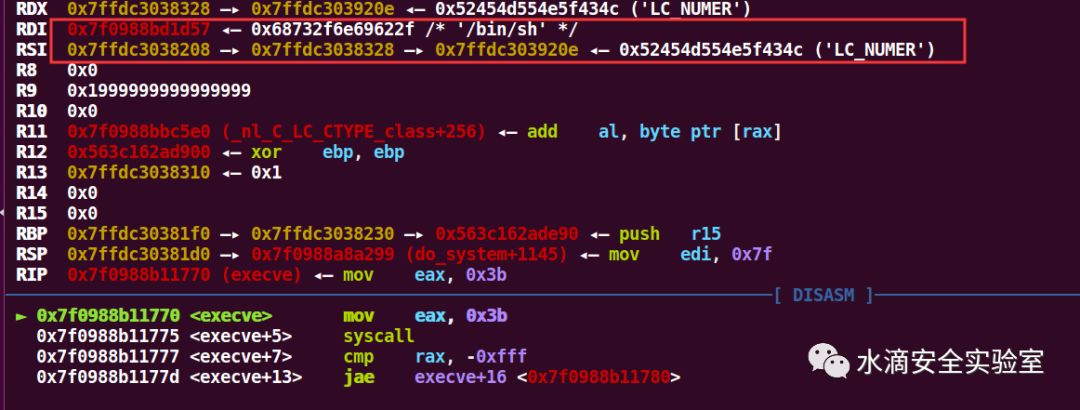 RDX  0x7ffdc3038328 —▸ 0x7ffdc303920e ◂— 0x52454d554e5f434c ('LC_NUMER')
RDI  0x7f0988bd1d57 ◂— 0x68732f6e69622f /* '/bin/sh' */
RSI  0x7ffdc3038208 —▸ 0x7ffdc3038328 —▸ 0x7ffdc303920e ◂— 0x52454d554e5f434c ('LC_NUMER')
R8   0x0
R9   0x1999999999999999
R10  0x0
R11  0x7f0988bbc5e0 (_nl_C_LC_CTYPE_class+256) ◂— add    al, byte ptr [rax]
R12  0x563c162ad900 ◂— xor    ebp, ebp
R13  0x7ffdc3038310 ◂— 0x1
R14  0x0
R15  0x0
RBP  0x7ffdc30381f0 —▸ 0x7ffdc3038230 —▸ 0x563c162ade90 ◂— push   r15
RSP  0x7ffdc30381d0 —▸ 0x7f0988a8a299 (do_system+1145) ◂— mov    edi, 0x7f
RIP  0x7f0988b11770 (execve) ◂— mov    eax, 0x3b
[ DISASM ]
► 0x7f0988b11770 <execve>       mov    eax, 0x3b
0x7f0988b11775 <execve+5>     syscall
0x7f0988b11777 <execve+7>     cmp    rax, -0xfff
0x7f0988b1177d <execve+13>    jae    execve+16 <0x7f0988b11780>
水滴安全实验室